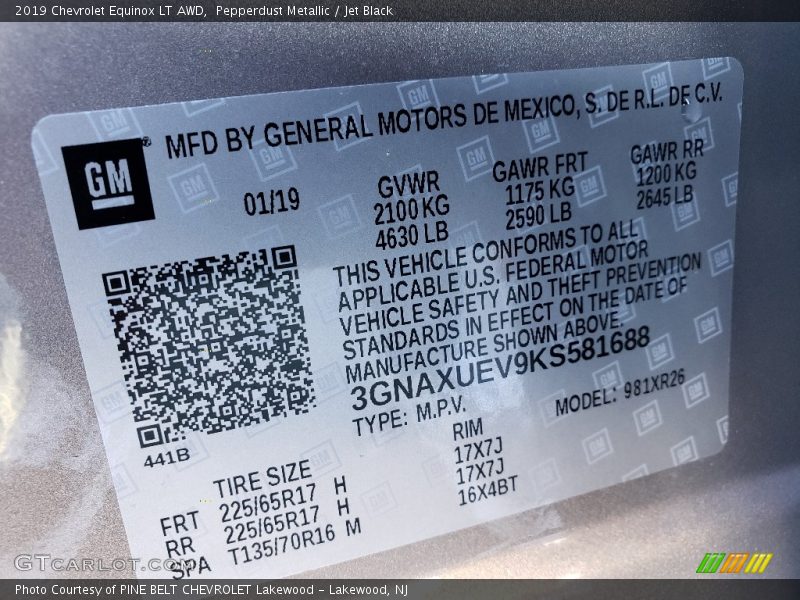 2019 Chevrolet Equinox LT AWD, Pepperdust Metallic / Jet Black
GM®
MFD BY GENERAL MOTORS DE MEXICO, S. DE R.L. DE C.V.
01/19
GVWR
2100 KG
4630 LB
GAWR FRT
1175 KG
2590 LB
GAWR RR
1200 KG
2645 LB
THIS VEHICLE CONFORMS TO ALL
APPLICABLE U.S. FEDERAL MOTOR
VEHICLE SAFETY AND THEFT PREVENTION
STANDARDS IN EFFECT ON THE DATE OF
MANUFACTURE SHOWN ABOVE.
3GNAXUEV9KS581688
TYPE: M.P.V.
MODEL: 981XR26
441B
TIRE SIZE
RIM
FRT 225/65R17 H 17X7J
RR 225/65R17 H 17X7J
SPA T135/70R16 M 16X4BT
GTcarlot.com
Photo Courtesy of PINE BELT CHEVROLET Lakewood - Lakewood, NJ